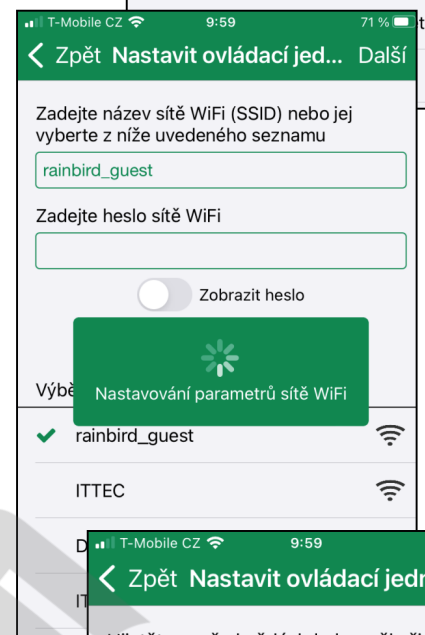 T-Mobile CZ 9:59 71 %
Zpět Nastavit ovládací jed... Další
Zadejte název sítě WiFi (SSID) nebo jej
vyberte z níže uvedeného seznamu
rainbird_guest
Zadejte heslo sítě WiFi
Zobrazit heslo
Nastavování parametrů sítě WiFi
rainbird_guest
ITTEC
T-Mobile CZ 9:59
Zpět Nastavit ovládací